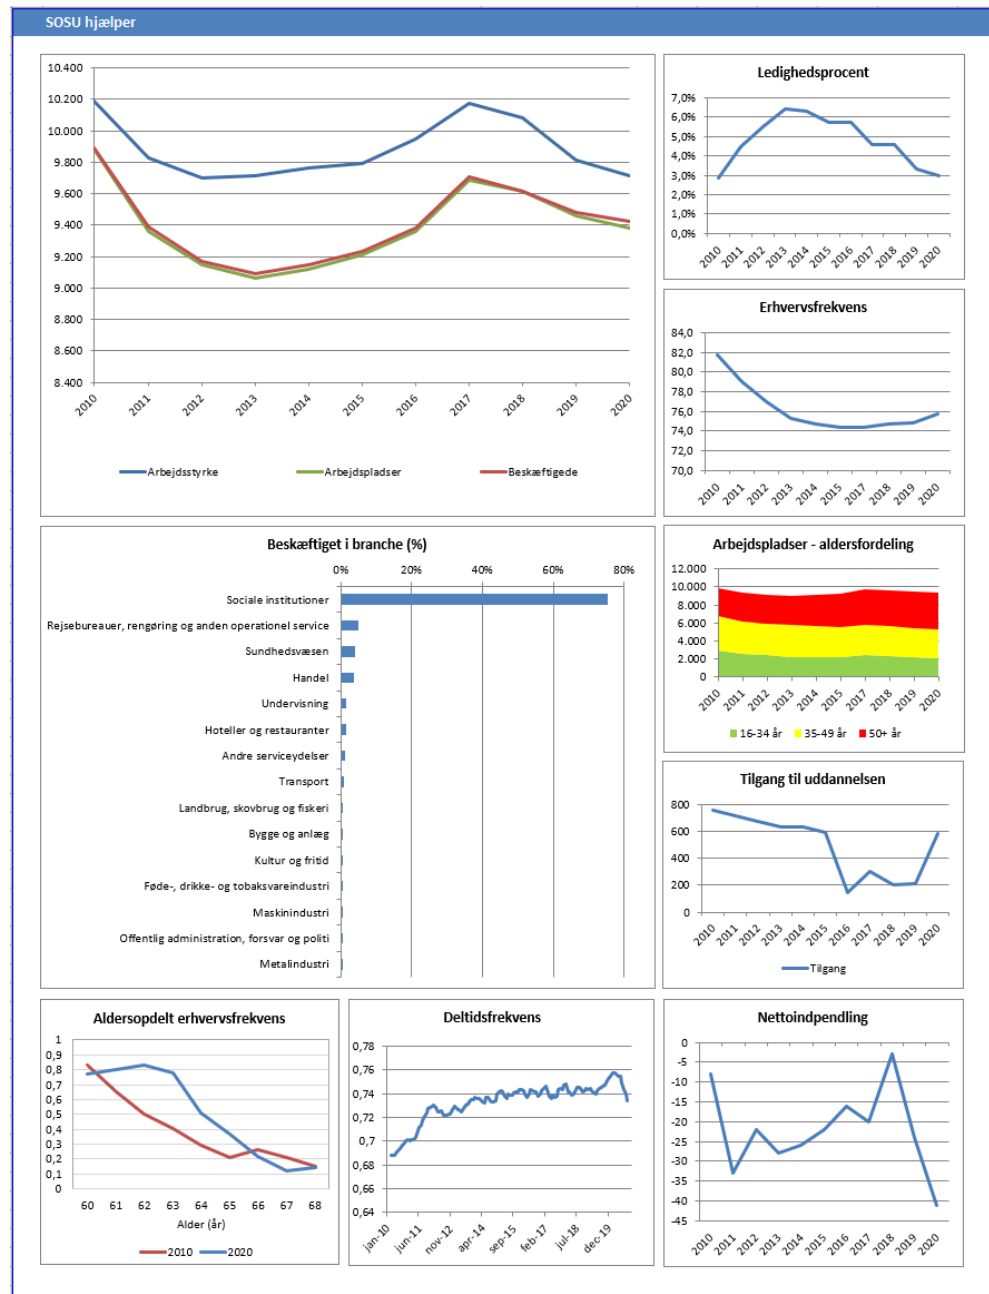 SOSU hjælper
10.400
10.200
10.000
9.800
9.600
9.400
9.200
9.000
8.800
8.600
8.400
2010 2011 2012 2013 2014 2015 2016 2017 2018 2019 2020
Arbejdsstyrke Arbejdspladser Beskæftigede
Ledighedsprocent
7,0%
6,0%
5,0%
4,0%
3,0%
2,0%
1,0%
0,0%
2010 2011 2012 2013 2014 2015 2016 2017 2018 2019 2020
Erhvervsfrekvens
84,0
82,0
80,0
78,0
76,0
74,0
72,0
70,0
2010 2011 2012 2013 2014 2015 2017 2018 2019 2020
Beskæftiget i branche (%)
0% 20% 40% 60% 80%
Sociale institutioner
Rejsebureauer, rengøring og anden operationel service
Sundhedsvæsen
Handel
Undervisning
Hoteller og restauranter
Andre serviceydelser
Transport
Landbrug, skovbrug og fiskeri
Bygge og anlæg
Kultur og fritid
Føde-, drikke- og tobaksvareindustri
Maskinindustri
Offentlig administration, forsvar og politi
Metalindustri
Arbejdspladser - aldersfordeling
12.000
10.000
8.000
6.000
4.000
2.000
0
2010 2011 2012 2013 2014 2015 2017 2018 2019 2020
16-34 år 35-49 år 50+ år
Tilgang til uddannelsen
800
600
400
200
0
2010 2011 2012 2013 2014 2015 2016 2017 2018 2019 2020
Tilgang
Aldersopdelt erhvervsfrekvens
1
0,9
0,8
0,7
0,6
0,5
0,4
0,3
0,2
0,1
0
60 61 62 63 64 65 66 67 68
Alder (år)
2010 2020
Deltidsfrekvens
0,78
0,76
0,74
0,72
0,7
0,68
0,66
0,64
jan-10 jun-11 nov-12 apr-14 sep-15 feb-17 jul-18 dec-19
Nettoindpendling
0
-5
-10
-15
-20
-25
-30
-35
-40
-45
2010 2011 2012 2013 2014 2015 2016 2017 2018 2019 2020